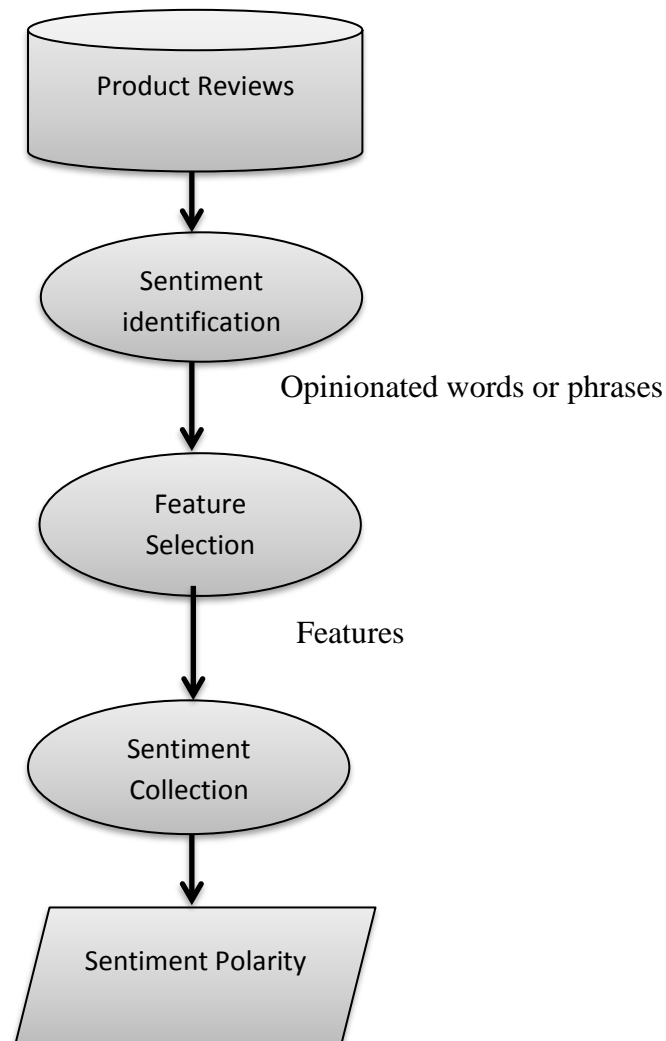 Product Reviews
Sentiment
identification
Opinionated words or phrases
Feature
Selection
Features
Sentiment
Collection
Sentiment Polarity